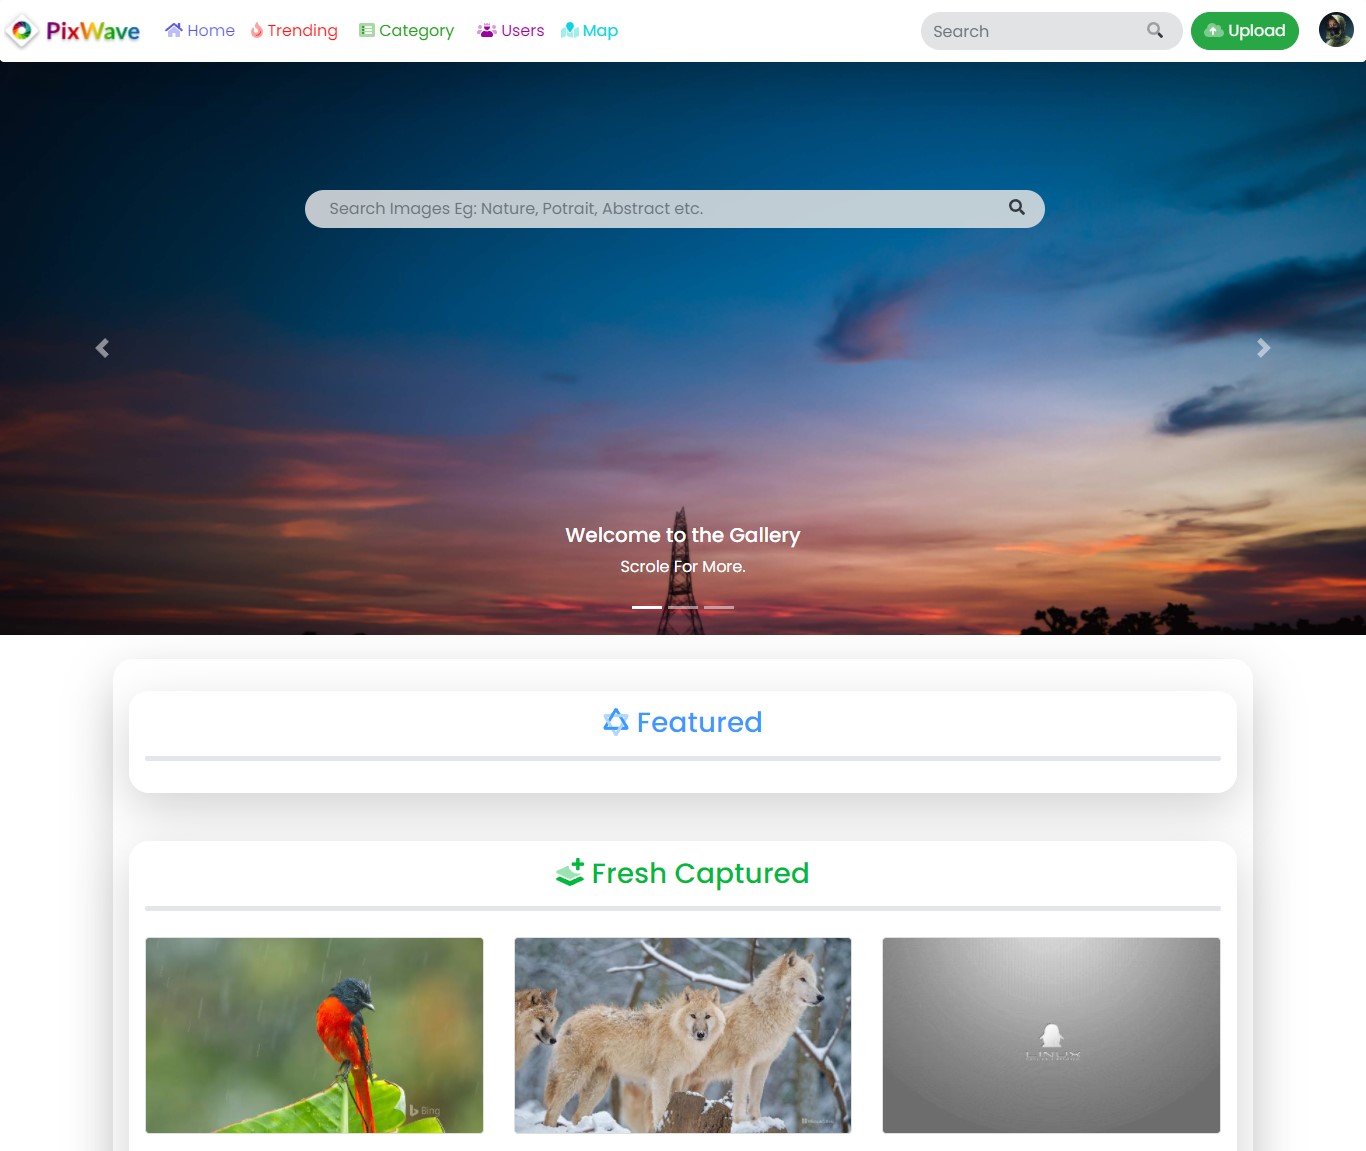 PixWave Home Trending Category Users Map Search Upload
Search Images Eg: Nature, Potrait, Abstract etc.
Welcome to the Gallery
Scrole For More.
Featured
Fresh Captured
LINUX
Bing